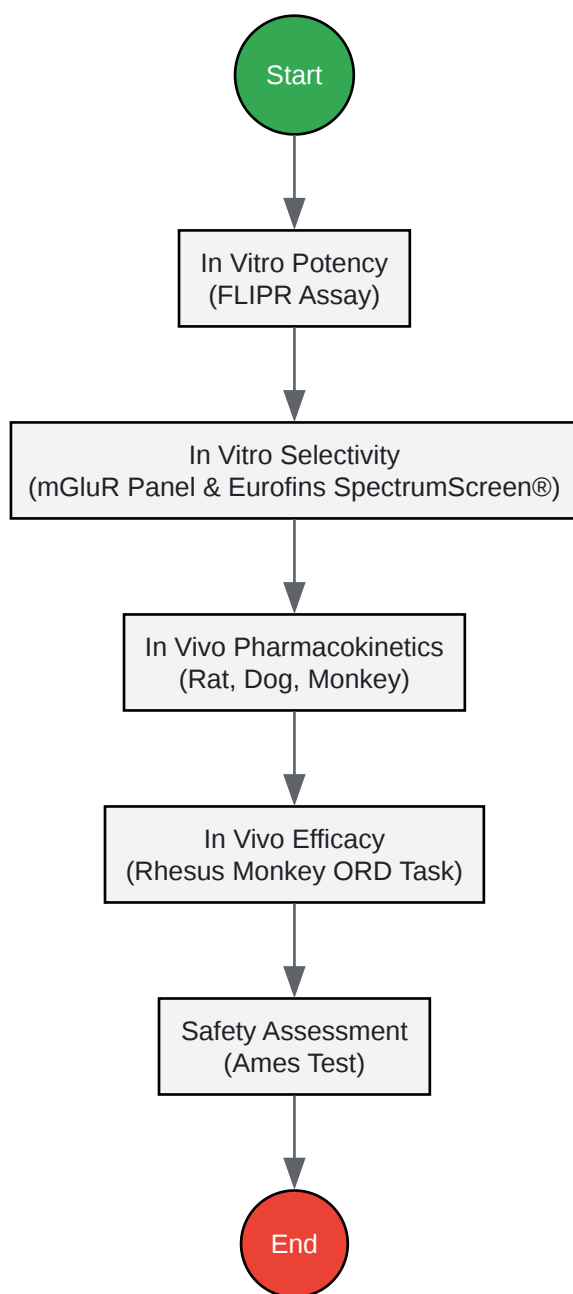 Start
In Vitro Potency
(FLIPR Assay)
In Vitro Selectivity
(mGluR Panel & Eurofins SpectrumScreen®)
In Vivo Pharmacokinetics
(Rat, Dog, Monkey)
In Vivo Efficacy
(Rhesus Monkey ORD Task)
Safety Assessment
(Ames Test)
End